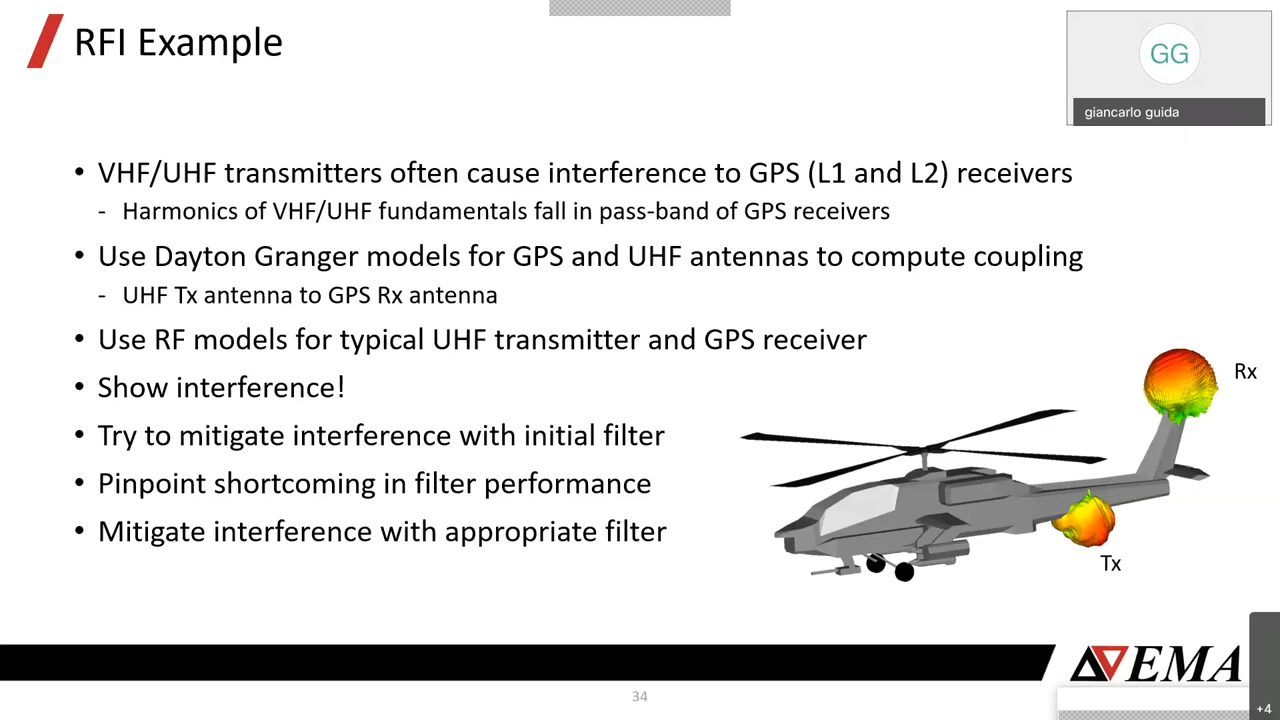 RFI Example
GG
giancarlo guida
• VHF/UHF transmitters often cause interference to GPS (L1 and L2) receivers
- Harmonics of VHF/UHF fundamentals fall in pass-band of GPS receivers
• Use Dayton Granger models for GPS and UHF antennas to compute coupling
- UHF Tx antenna to GPS Rx antenna
• Use RF models for typical UHF transmitter and GPS receiver
• Show interference!
• Try to mitigate interference with initial filter
• Pinpoint shortcoming in filter performance
• Mitigate interference with appropriate filter
Rx
Tx
EMA
34
+4